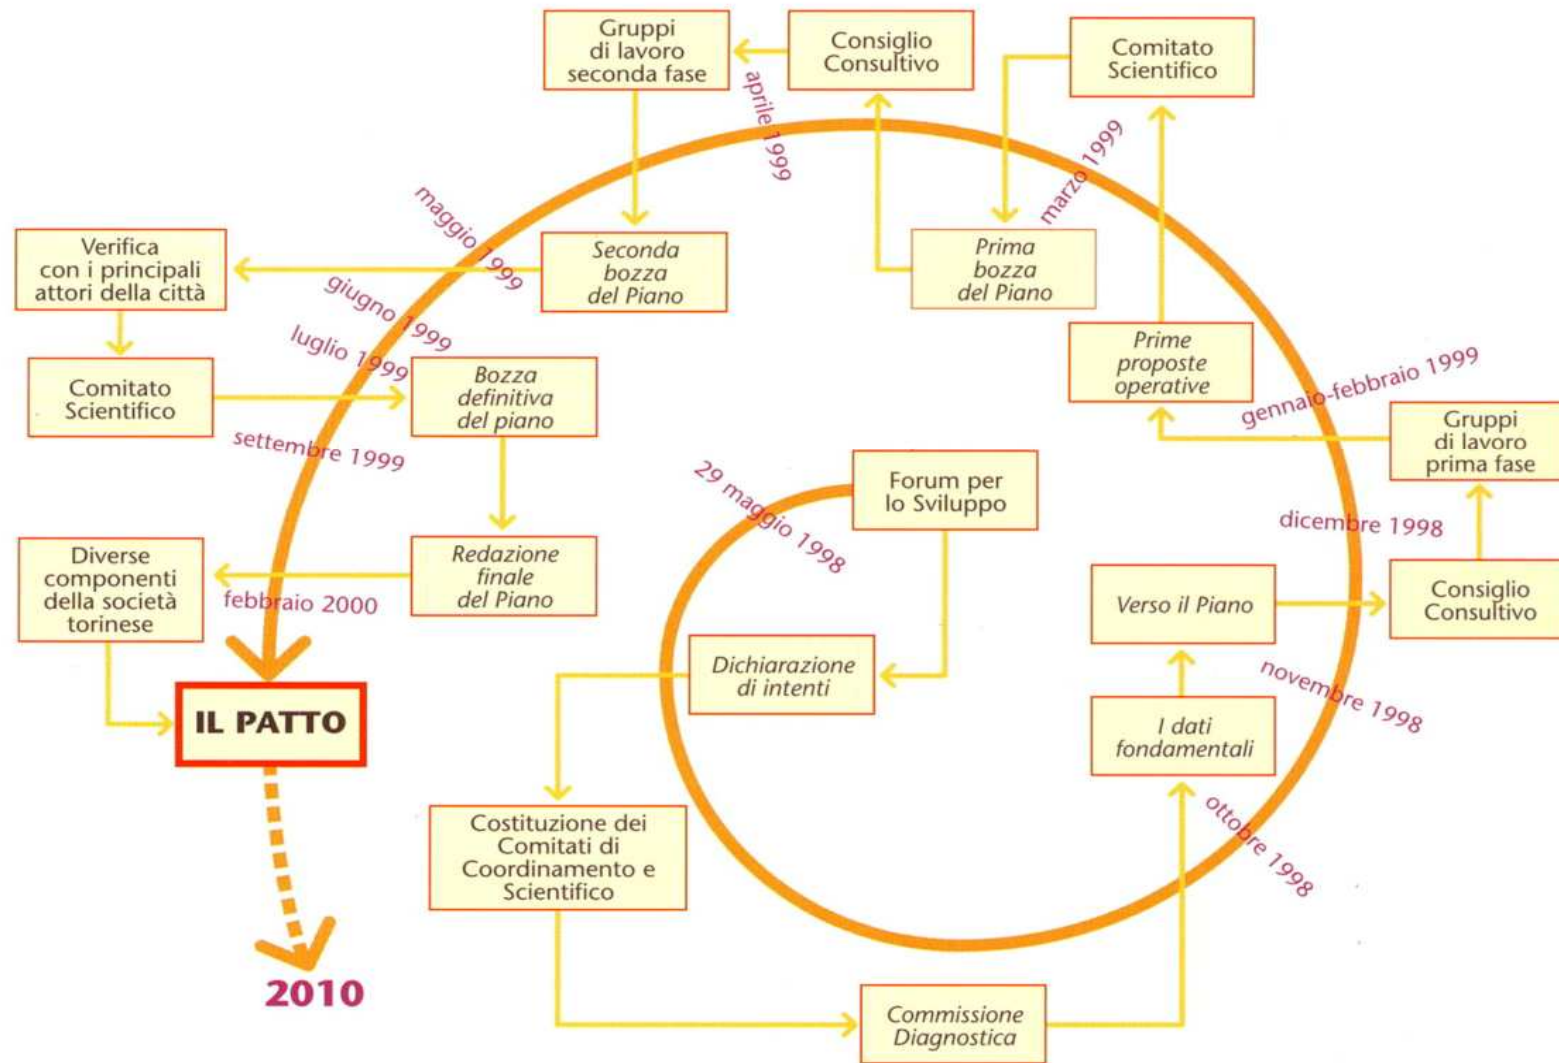 Gruppi
di lavoro
seconda fase
Consiglio
Consultivo
Comitato
Scientifico
aprile 1999
marzo 1999
maggio 1999
Verifica
con i principali
attori della città
Seconda
bozza
del Piano
Prima
bozza
del Piano
giugno 1999
luglio 1999
Prime
proposte
operative
Comitato
Scientifico
Bozza
definitiva
del piano
gennaio-febbraio 1999
settembre 1999
Gruppi
di lavoro
prima fase
29 maggio 1998
Forum per
lo Sviluppo
dicembre 1998
Diverse
componenti
della società
torinese
Redazione
finale
del Piano
febbraio 2000
Verso il Piano
Consiglio
Consultivo
Dichiarazione
di intenti
novembre 1998
IL PATTO
I dati
fondamentali
ottobre 1998
Costituzione dei
Comitati di
Coordinamento e
Scientifico
2010
Commissione
Diagnostica